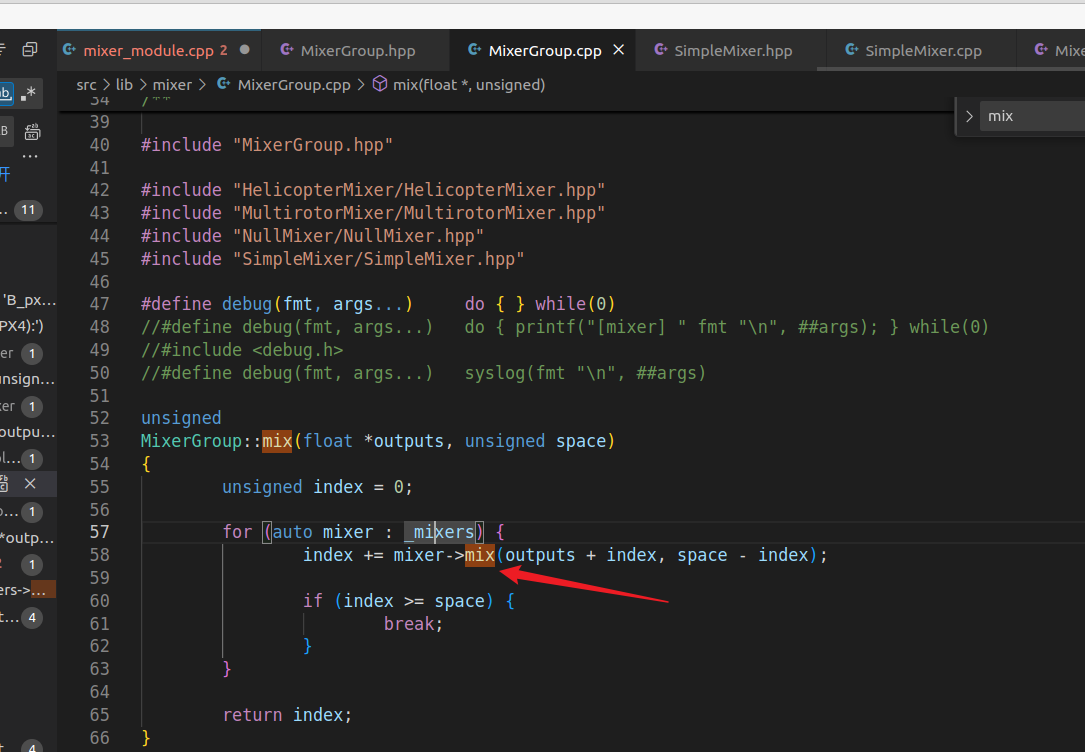 mixer_module.cpp 2
MixerGroup.hpp
MixerGroup.cpp
SimpleMixer.hpp
SimpleMixer.cpp
src > lib > mixer > MixerGroup.cpp > mix(float *, unsigned)
mix
34 /**
39
40 #include "MixerGroup.hpp"
41
42 #include "HelicopterMixer/HelicopterMixer.hpp"
43 #include "MultirotorMixer/MultirotorMixer.hpp"
44 #include "NullMixer/NullMixer.hpp"
45 #include "SimpleMixer/SimpleMixer.hpp"
46
47 #define debug(fmt, args...)     do { } while(0)
48 //#define debug(fmt, args...)   do { printf("[mixer] " fmt "\n", ##args); } while(0)
49 //#include <debug.h>
50 //#define debug(fmt, args...)   syslog(fmt "\n", ##args)
51
52 unsigned
53 MixerGroup::mix(float *outputs, unsigned space)
54 {
55         unsigned index = 0;
56
57         for (auto mixer : _mixers) {
58                 index += mixer->mix(outputs + index, space - index);
59
60                 if (index >= space) {
61                         break;
62                 }
63         }
64
65         return index;
66 }
.*
...
开
... 11
'B_px...
PX4):')
er 1
unsign...
xer 1
outpu...
1
1
*outp...
1
ers->...
t... 4
4